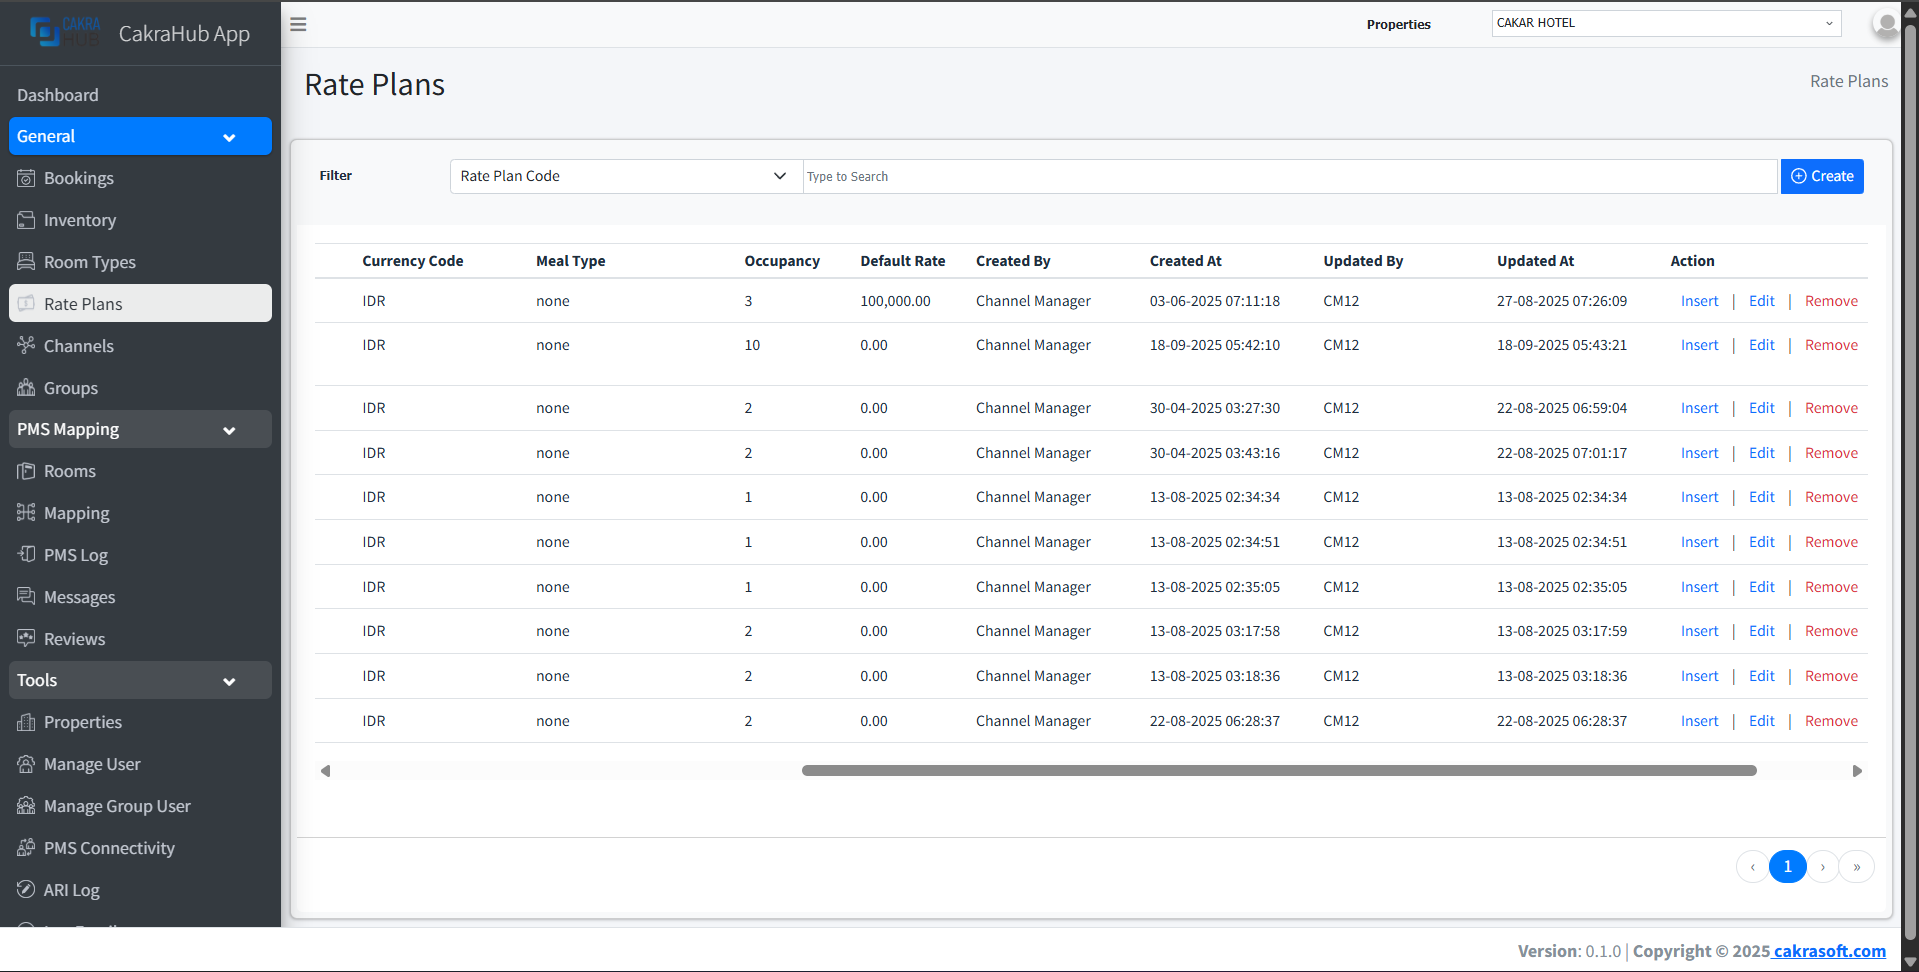 CAKRA
HUB
CakraHub App
Properties
CAKAR HOTEL
Dashboard
General
Bookings
Inventory
Room Types
Rate Plans
Channels
Groups
PMS Mapping
Rooms
Mapping
PMS Log
Messages
Reviews
Tools
Properties
Manage User
Manage Group User
PMS Connectivity
ARI Log
Rate Plans
Rate Plans
Filter
Rate Plan Code
Type to Search
Create
Currency Code Meal Type Occupancy Default Rate Created By Created At Updated By Updated At Action
IDR none 3 100,000.00 Channel Manager 03-06-2025 07:11:18 CM12 27-08-2025 07:26:09 Insert | Edit | Remove
IDR none 10 0.00 Channel Manager 18-09-2025 05:42:10 CM12 18-09-2025 05:43:21 Insert | Edit | Remove
IDR none 2 0.00 Channel Manager 30-04-2025 03:27:30 CM12 22-08-2025 06:59:04 Insert | Edit | Remove
IDR none 2 0.00 Channel Manager 30-04-2025 03:43:16 CM12 22-08-2025 07:01:17 Insert | Edit | Remove
IDR none 1 0.00 Channel Manager 13-08-2025 02:34:34 CM12 13-08-2025 02:34:34 Insert | Edit | Remove
IDR none 1 0.00 Channel Manager 13-08-2025 02:34:51 CM12 13-08-2025 02:34:51 Insert | Edit | Remove
IDR none 1 0.00 Channel Manager 13-08-2025 02:35:05 CM12 13-08-2025 02:35:05 Insert | Edit | Remove
IDR none 2 0.00 Channel Manager 13-08-2025 03:17:58 CM12 13-08-2025 03:17:59 Insert | Edit | Remove
IDR none 2 0.00 Channel Manager 13-08-2025 03:18:36 CM12 13-08-2025 03:18:36 Insert | Edit | Remove
IDR none 2 0.00 Channel Manager 22-08-2025 06:28:37 CM12 22-08-2025 06:28:37 Insert | Edit | Remove
‹ 1 › »
Version: 0.1.0 | Copyright © 2025 cakrasoft.com